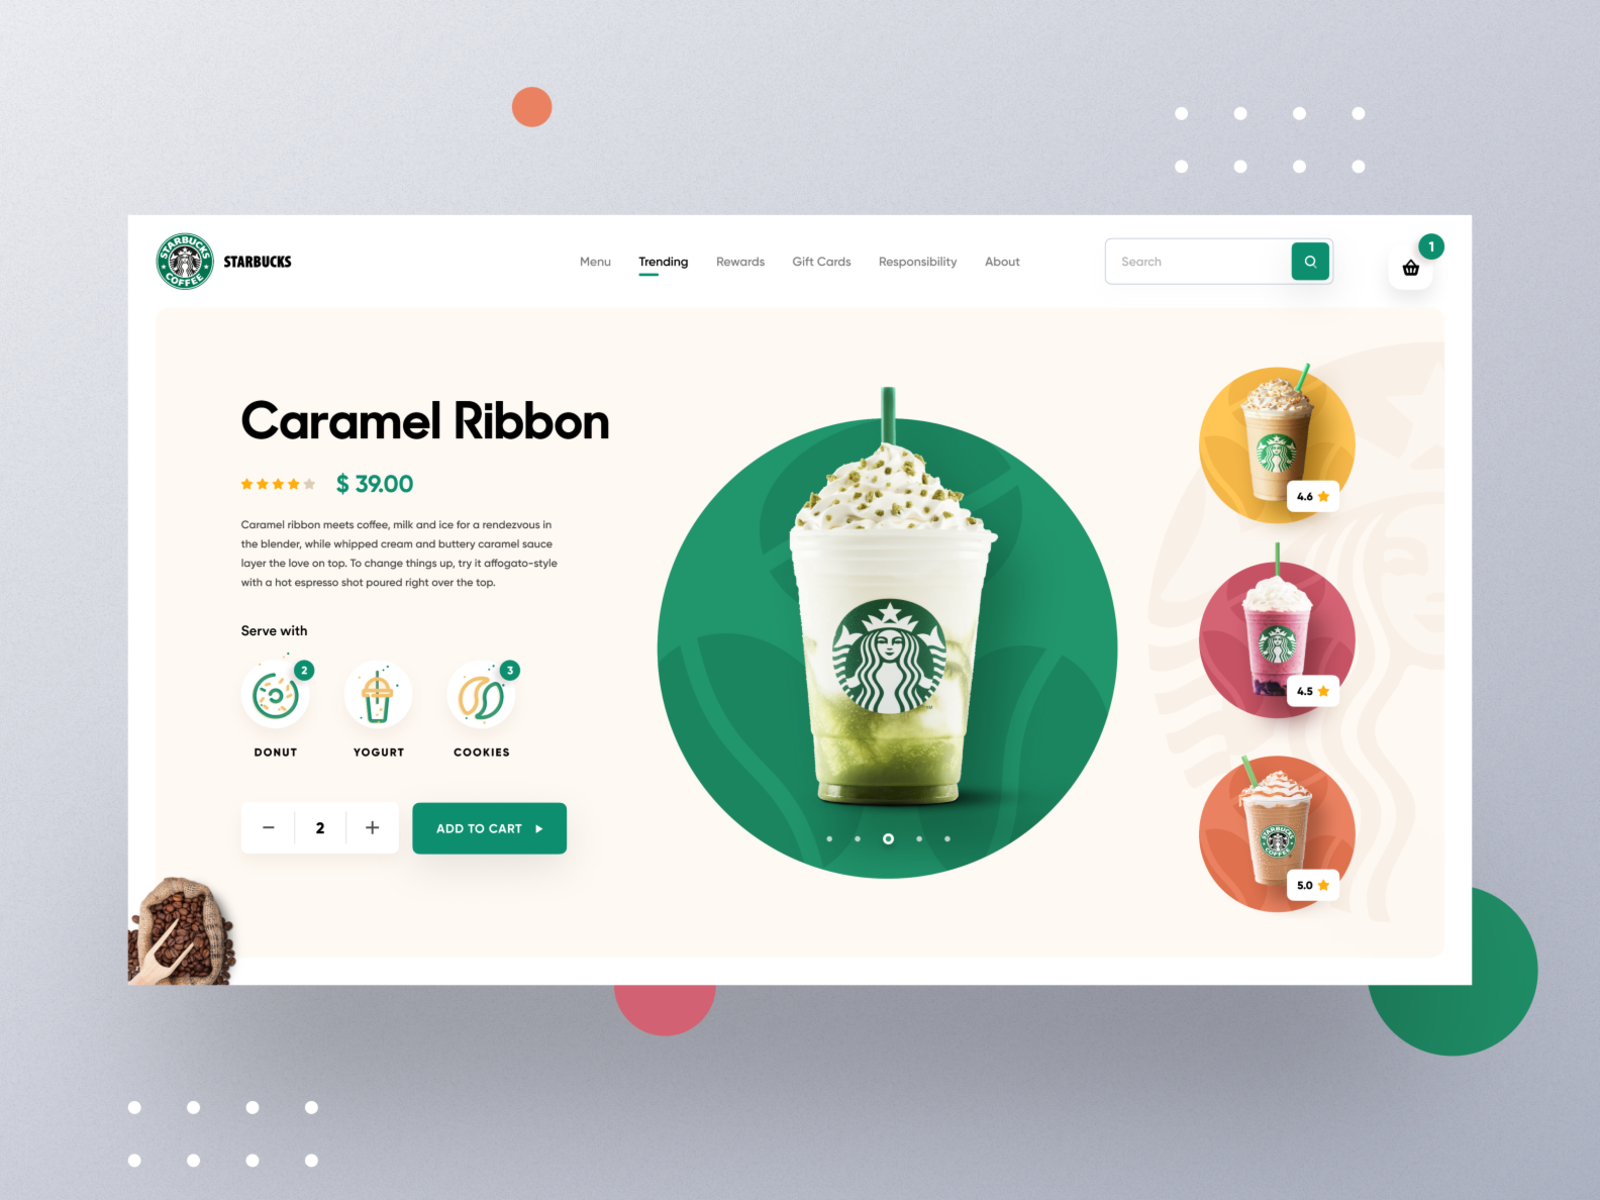 STARBUCKS
COFFEE
STARBUCKS
Menu
Trending
Rewards
Gift Cards
Responsibility
About
Search
1
Caramel Ribbon
$ 39.00
Caramel ribbon meets coffee, milk and ice for a rendezvous in
the blender, while whipped cream and buttery caramel sauce
layer the love on top. To change things up, try it affogato-style
with a hot espresso shot poured right over the top.
Serve with
2
3
DONUT
YOGURT
COOKIES
2
ADD TO CART
TM
4.6
4.5
STARBUCKS
COFFEE
5.0